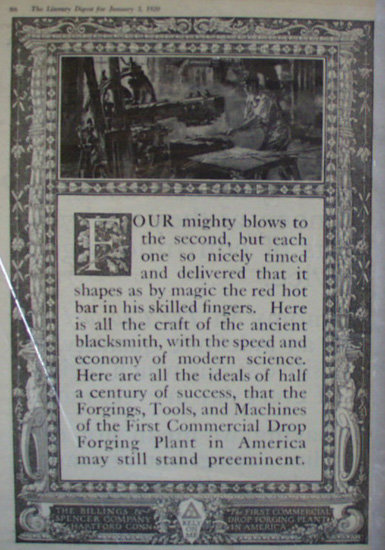 The Literary Digest for January 3, 1920
FOUR mighty blows to
the second, but each
one so nicely timed
and delivered that it
shapes as by magic the red hot
bar in his skilled fingers. Here
is all the craft of the ancient
blacksmith, with the speed and
economy of modern science.
Here are all the ideals of half
a century of success, that the
Forgings, Tools, and Machines
of the First Commercial Drop
Forging Plant in America
may still stand preeminent.
THE BILLINGS &
SPENCER COMPANY
HARTFORD CONN
RELY
ON
ME
The FIRST COMMERCIAL
DROP FORGING PLANT
IN AMERICA